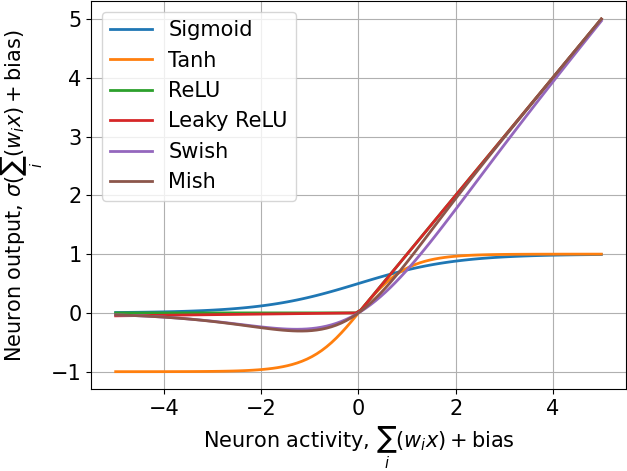 5
4
3
2
1
0
−1
−4
−2
0
2
4
Sigmoid
Tanh
ReLU
Leaky ReLU
Swish
Mish
Neuron output, σ(∑i(wix) + bias)
Neuron activity, ∑i(wix) + bias